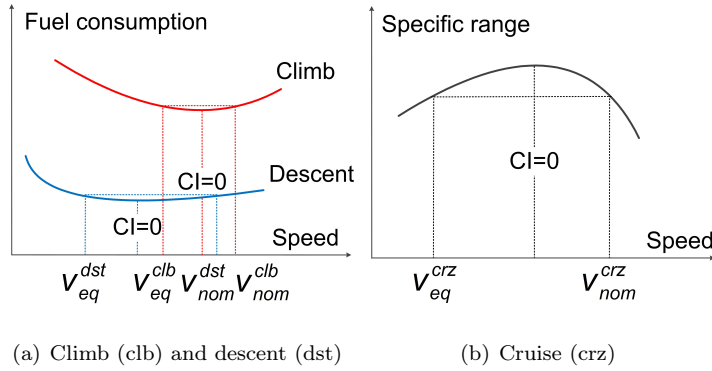 Fuel consumption
Climb
CI=0
Descent
CI=0
Speed
V_eq^dst V_eq^clb V_nom^dst V_nom^clb
(a) Climb (clb) and descent (dst)
Specific range
CI=0
Speed
V_eq^crz V_nom^crz
(b) Cruise (crz)